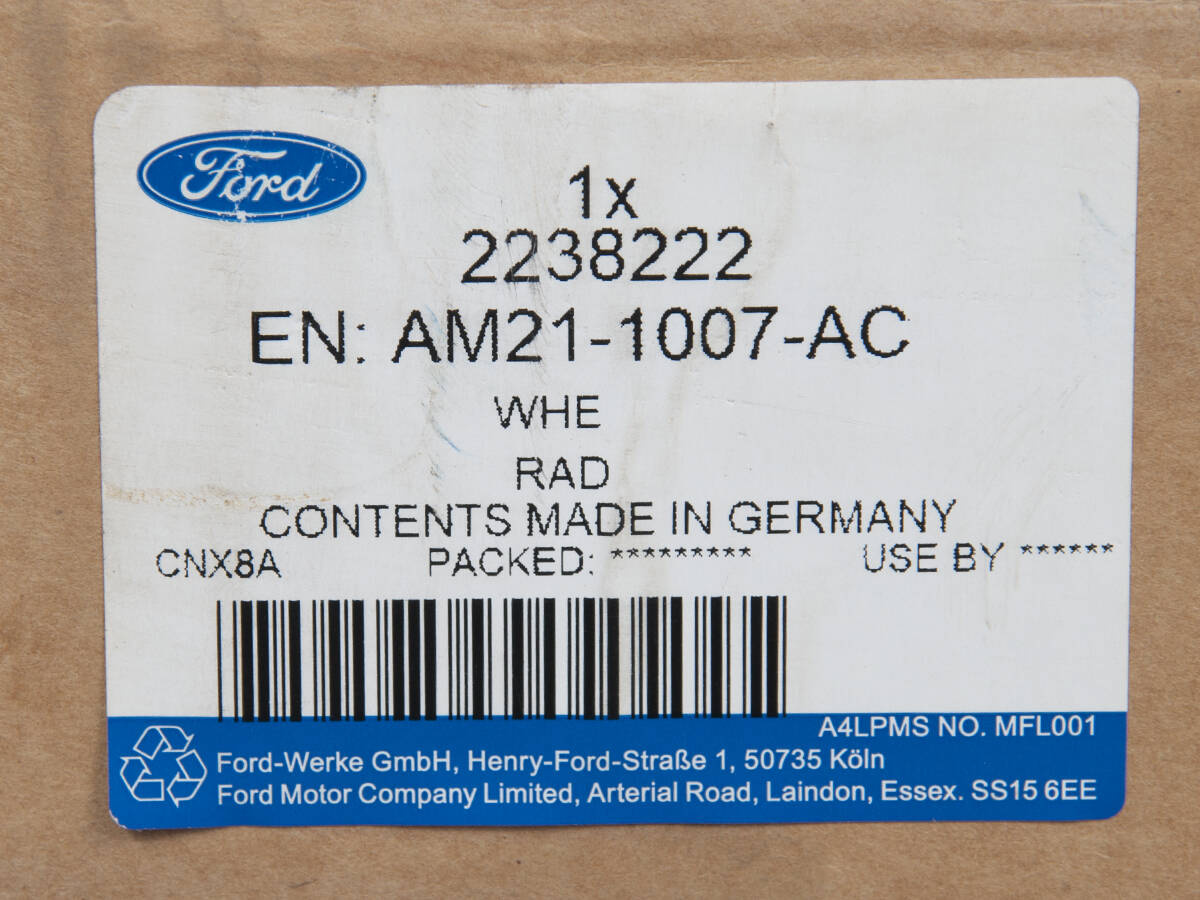 Ford
1x
2238222
EN: AM21-1007-AC
WHE
RAD
CONTENTS MADE IN GERMANY
CNX8A PACKED: ********* USE BY ******
A4LPMS NO. MFL001
Ford-Werke GmbH, Henry-Ford-Straße 1, 50735 Köln
Ford Motor Company Limited, Arterial Road, Laindon, Essex. SS15 6EE